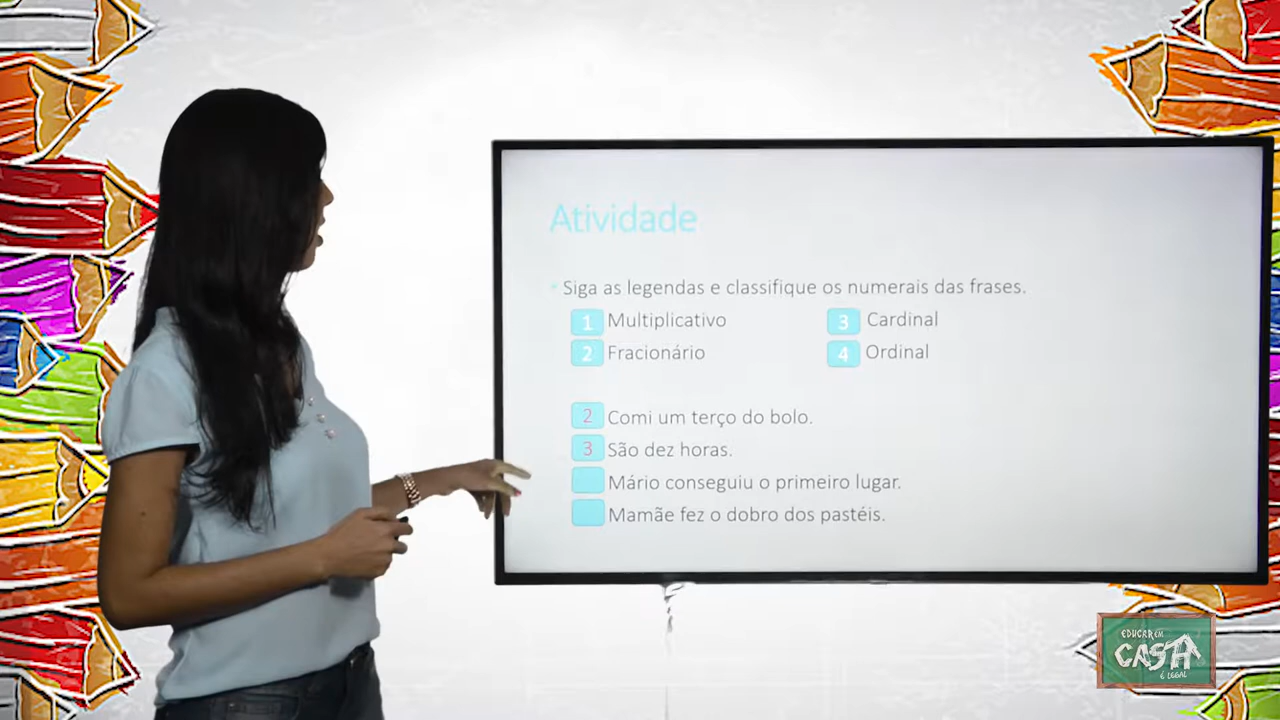 Atividade
Siga as legendas e classifique os numerais das frases.
1 Multiplicativo 3 Cardinal
2 Fracionário 4 Ordinal
2 Comi um terço do bolo.
3 São dez horas.
Mário conseguiu o primeiro lugar.
Mamãe fez o dobro dos pastéis.
EDUCAR EM
CASA
É LEGAL